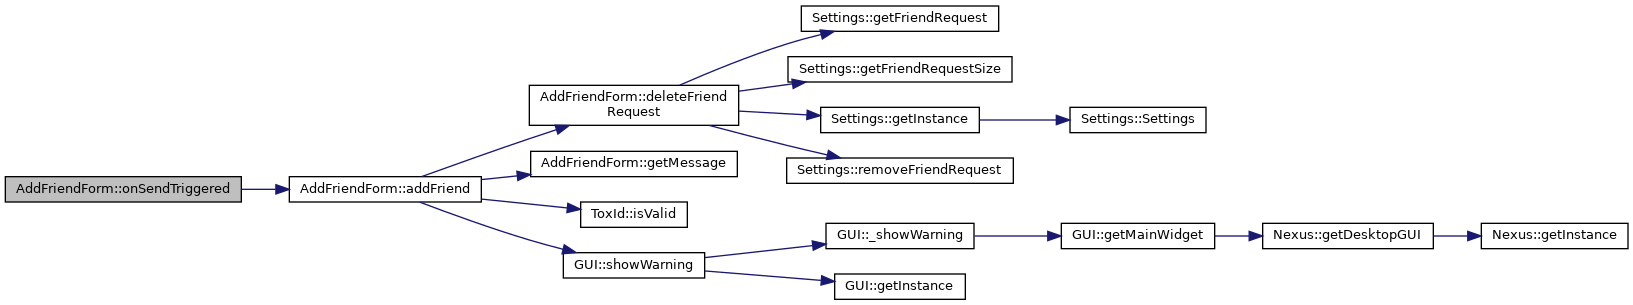 AddFriendForm::onSendTriggered
AddFriendForm::addFriend
AddFriendForm::deleteFriend
Request
Settings::getFriendRequest
Settings::getFriendRequestSize
Settings::getInstance
Settings::Settings
Settings::removeFriendRequest
AddFriendForm::getMessage
ToxId::isValid
GUI::showWarning
GUI::_showWarning
GUI::getMainWidget
Nexus::getDesktopGUI
Nexus::getInstance
GUI::getInstance